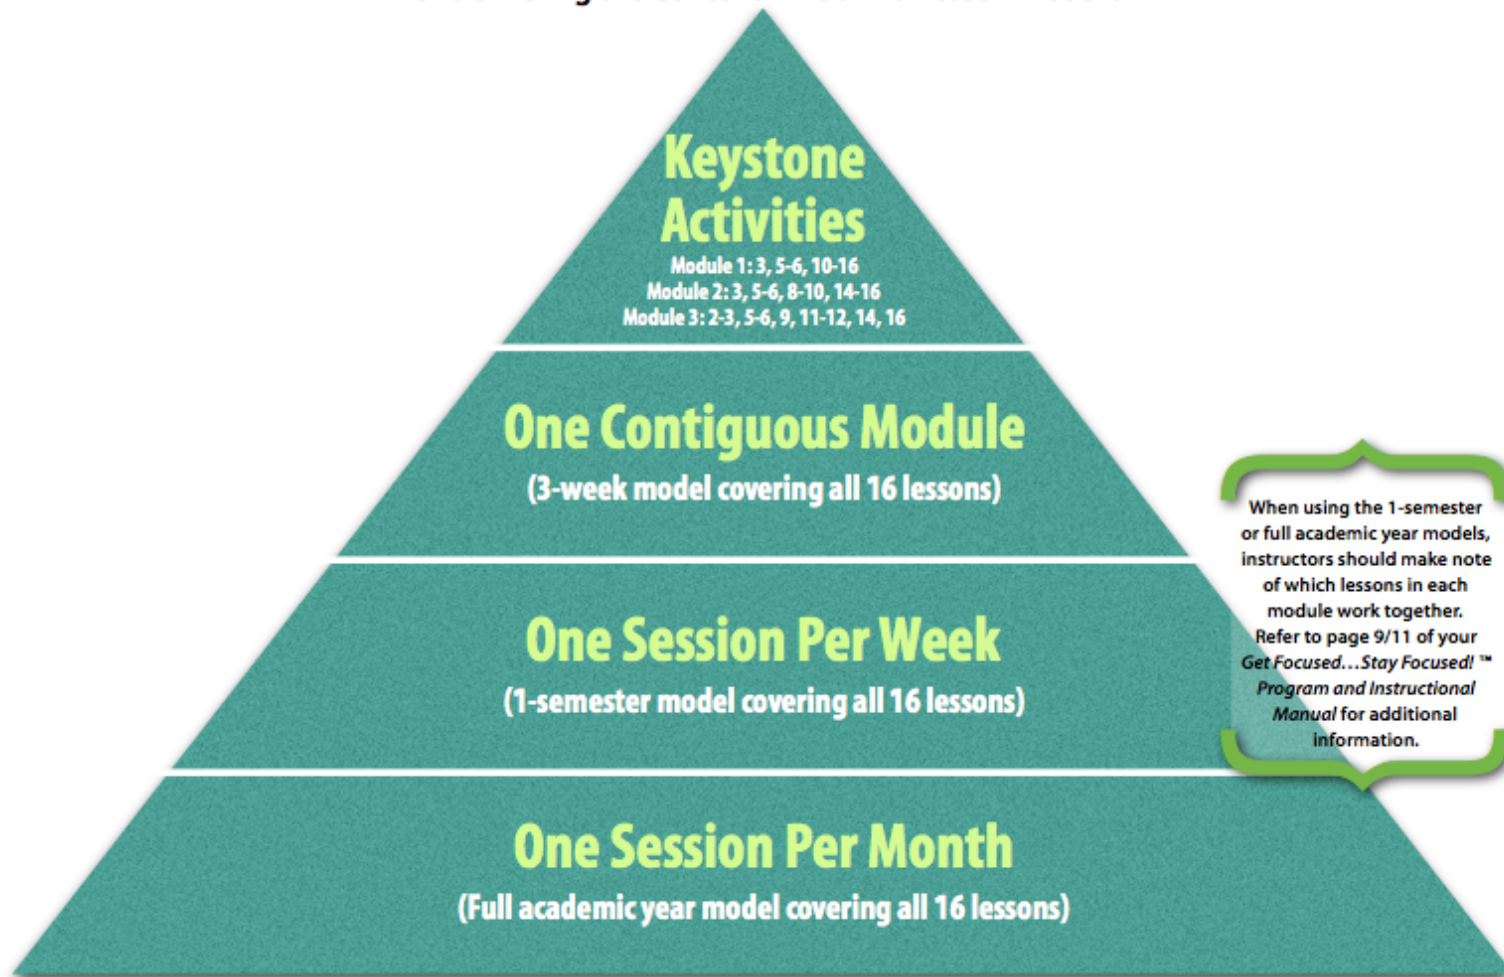 Keystone
Activities
Module 1: 3, 5-6, 10-16
Module 2: 3, 5-6, 8-10, 14-16
Module 3: 2-3, 5-6, 9, 11-12, 14, 16
One Contiguous Module
(3-week model covering all 16 lessons)
One Session Per Week
(1-semester model covering all 16 lessons)
One Session Per Month
(Full academic year model covering all 16 lessons)
When using the 1-semester
or full academic year models,
instructors should make note
of which lessons in each
module work together.
Refer to page 9/11 of your
Get Focused…Stay Focused! ™
Program and Instructional
Manual for additional
information.